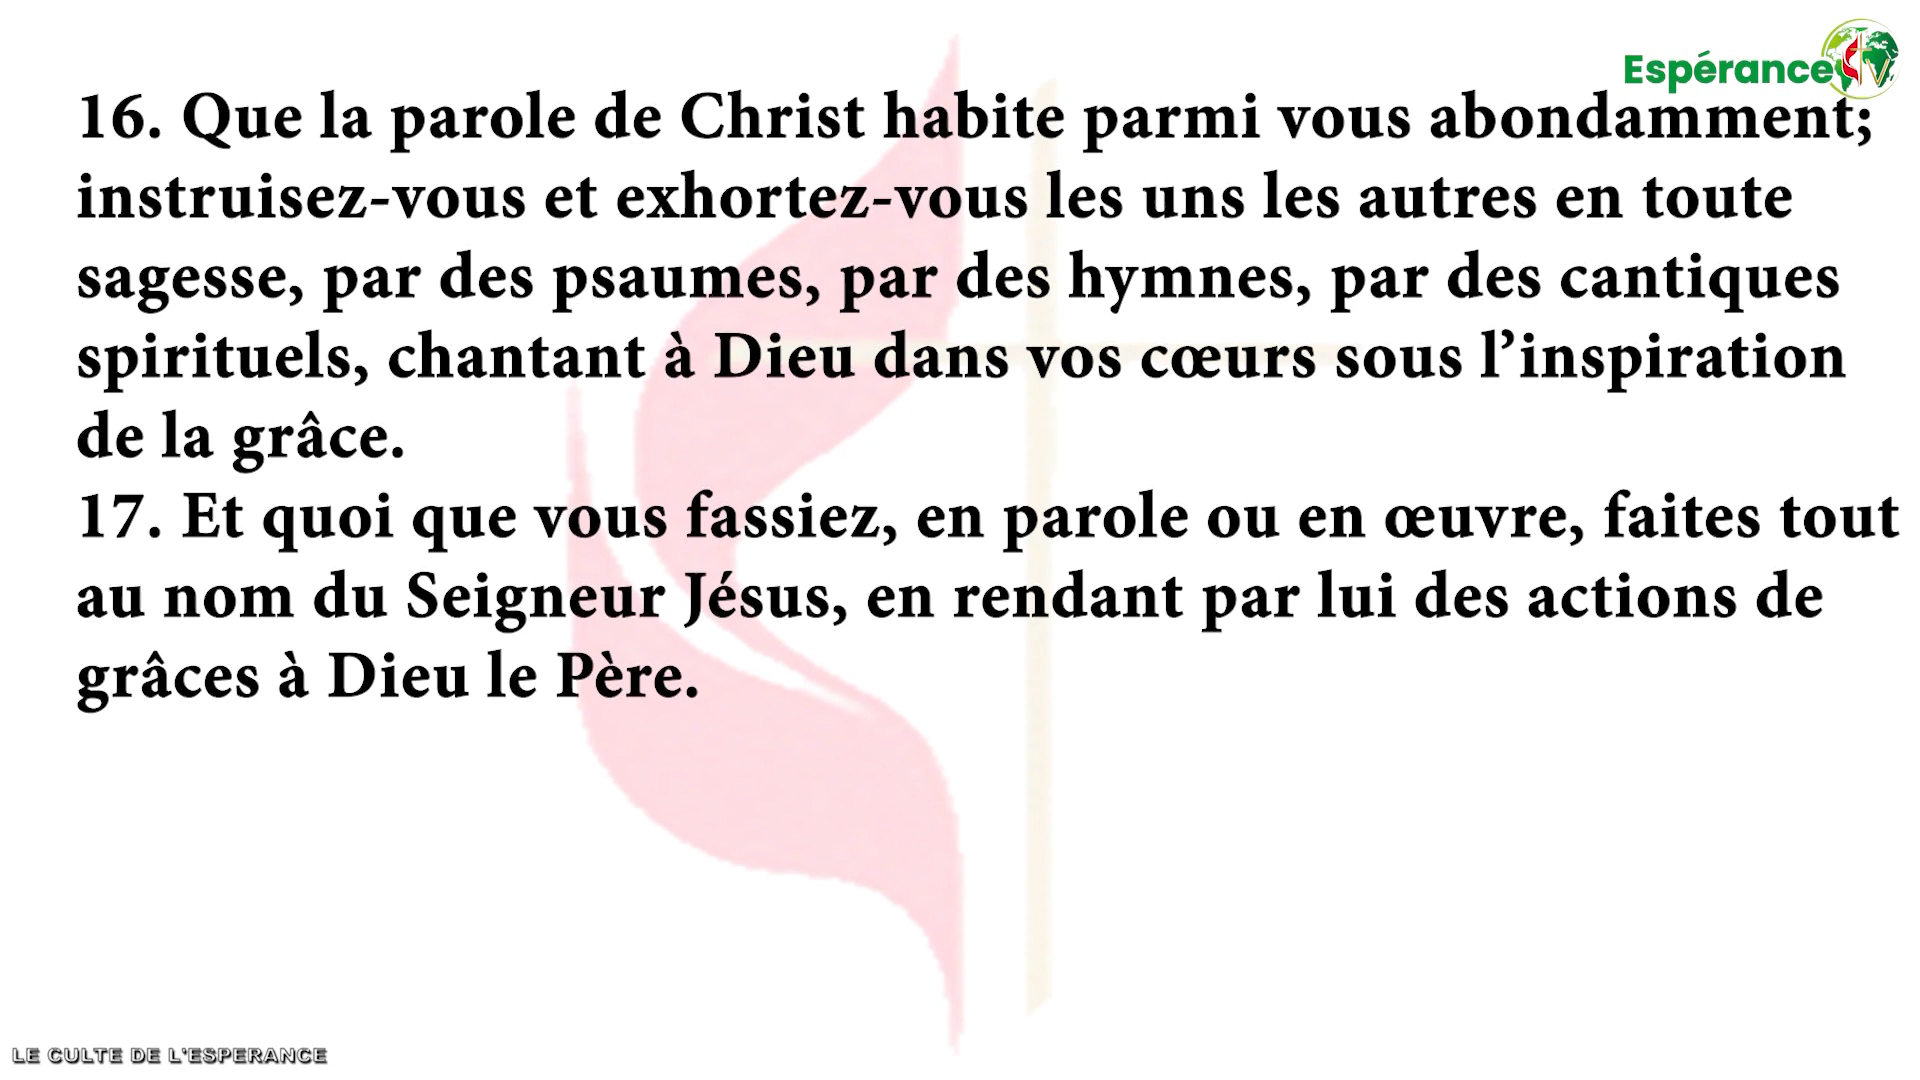 Espérance
16. Que la parole de Christ habite parmi vous abondamment;
instruisez-vous et exhortez-vous les uns les autres en toute
sagesse, par des psaumes, par des hymnes, par des cantiques
spirituels, chantant à Dieu dans vos cœurs sous l’inspiration
de la grâce.
17. Et quoi que vous fassiez, en parole ou en œuvre, faites tout
au nom du Seigneur Jésus, en rendant par lui des actions de
grâces à Dieu le Père.
LE CULTE DE L'ESPERANCE